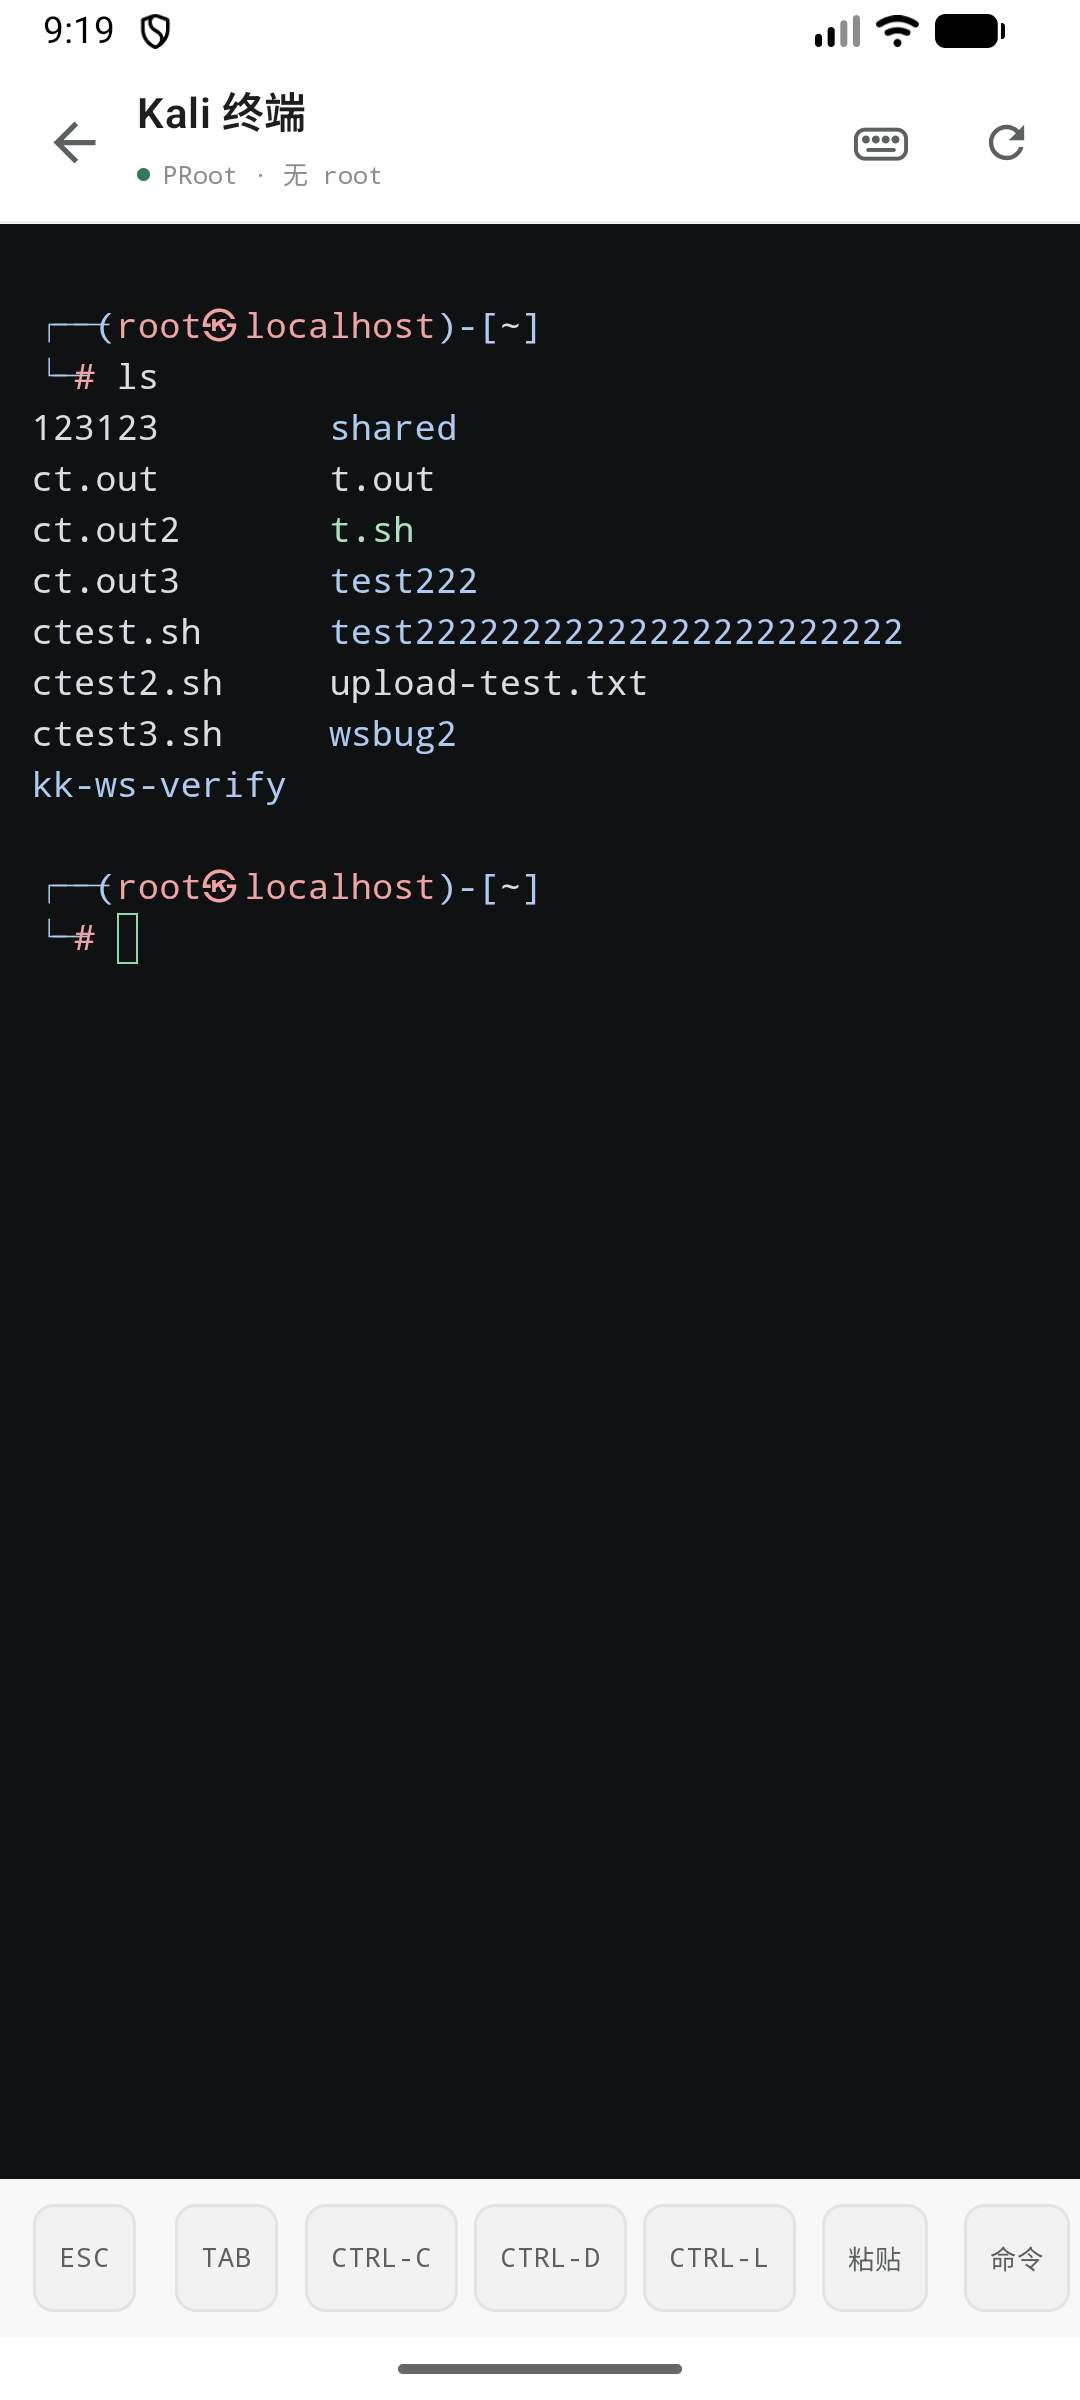 9:19
Kali 终端
PRoot · 无 root
┌──(root㉿localhost)-[~]
└─# ls
123123 shared
ct.out t.out
ct.out2 t.sh
ct.out3 test222
ctest.sh test22222222222222222222222
ctest2.sh upload-test.txt
ctest3.sh wsbug2
kk-ws-verify
┌──(root㉿localhost)-[~]
└─#
ESC TAB CTRL-C CTRL-D CTRL-L 粘贴 命令